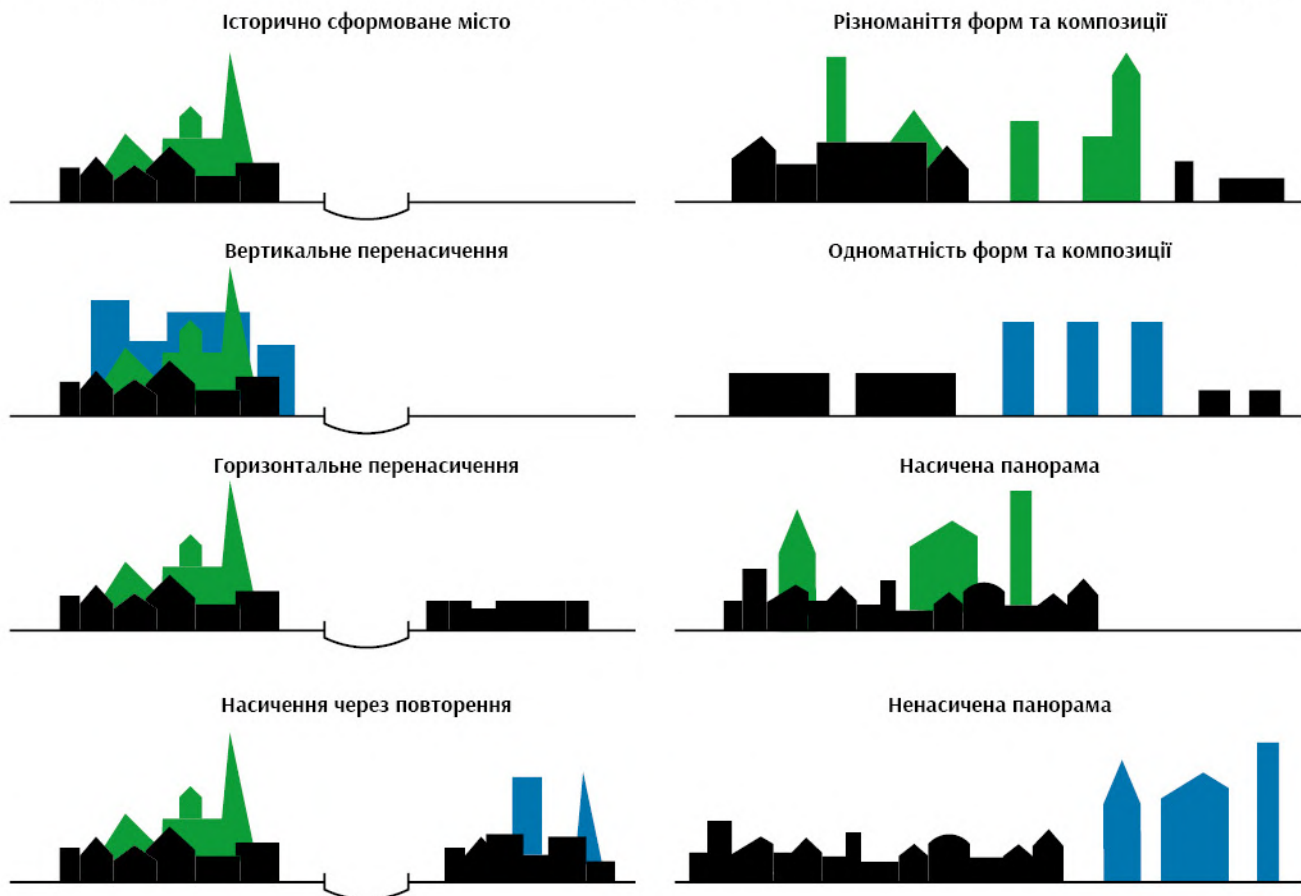 Історично сформоване місто
Різноманіття форм та композиції
Вертикальне перенасичення
Одноматність форм та композиції
Горизонтальне перенасичення
Насичена панорама
Насичення через повторення
Ненасичена панорама